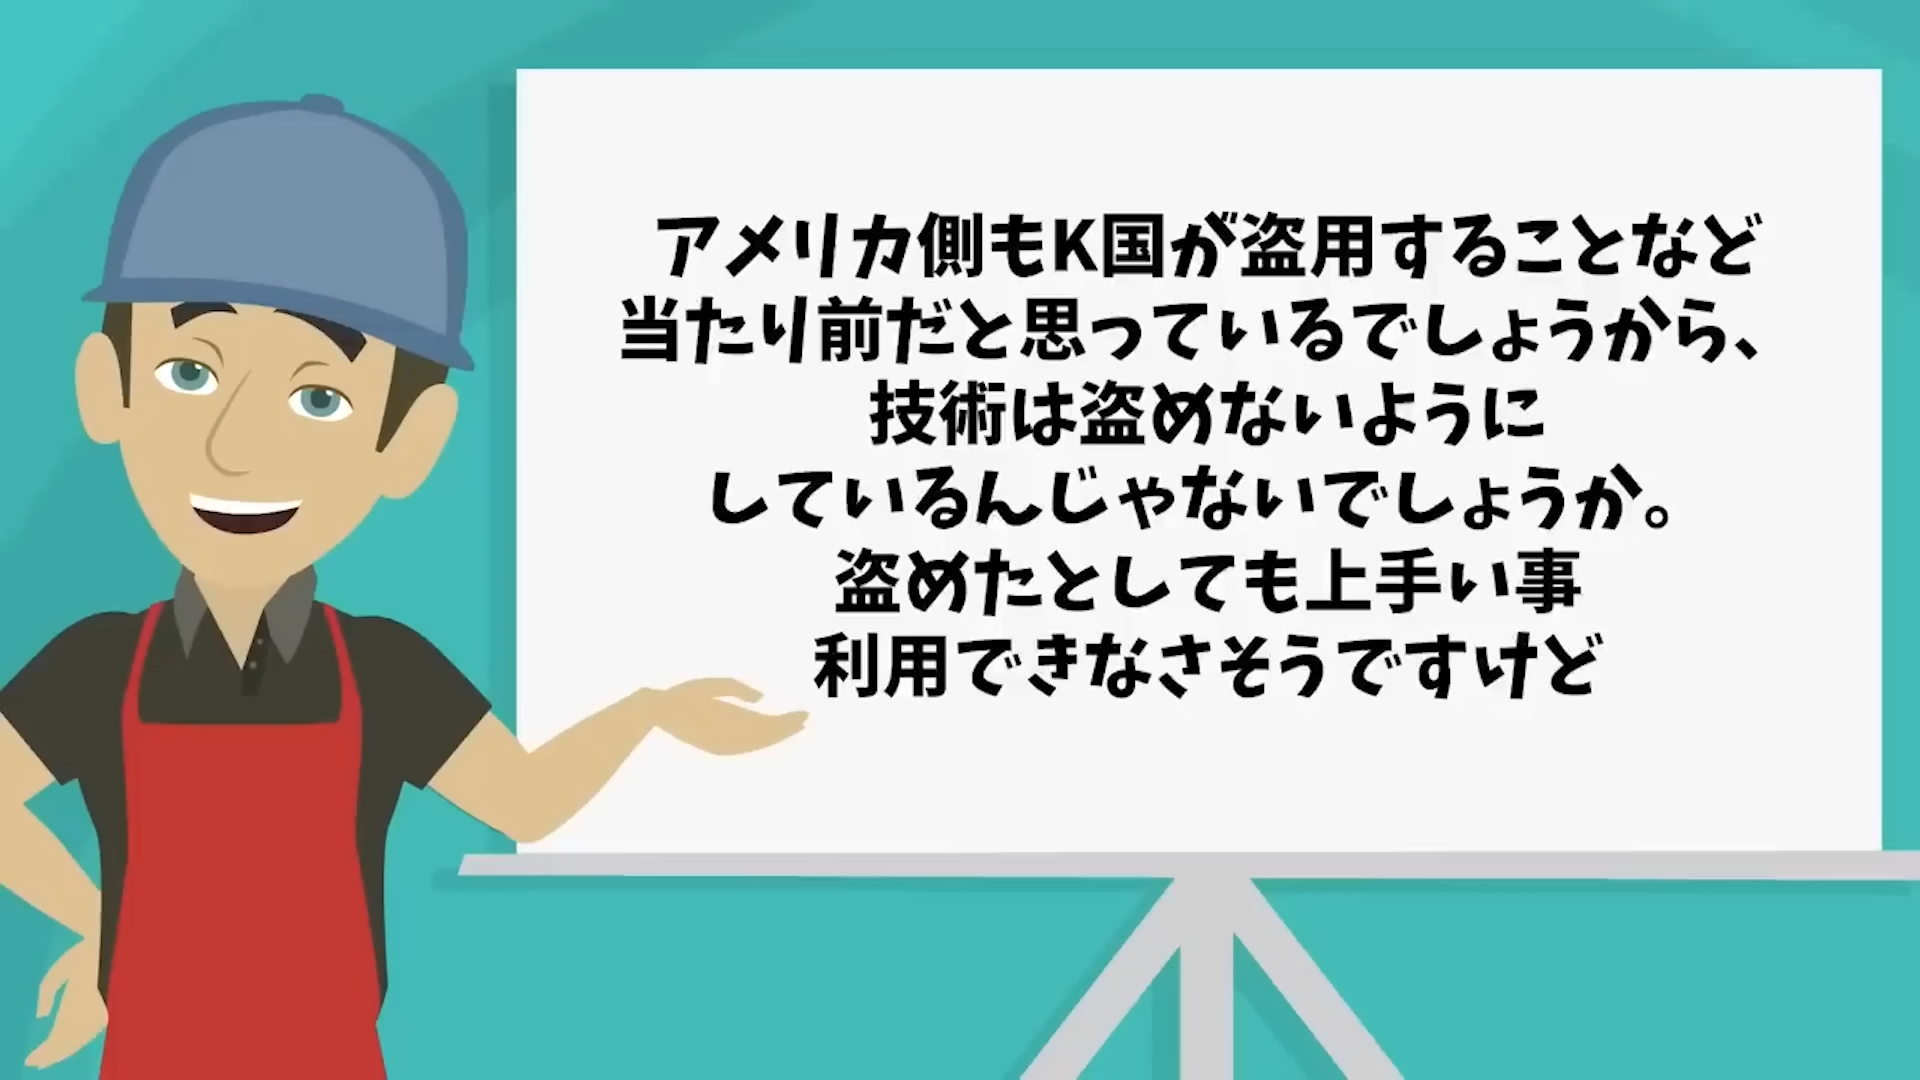 アメリカ側もK国が盗用することなど
当たり前だと思っているでしょうから、
技術は盗めないように
しているんじゃないでしょうか。
盗めたとしても上手い事
利用できなさそうですけど